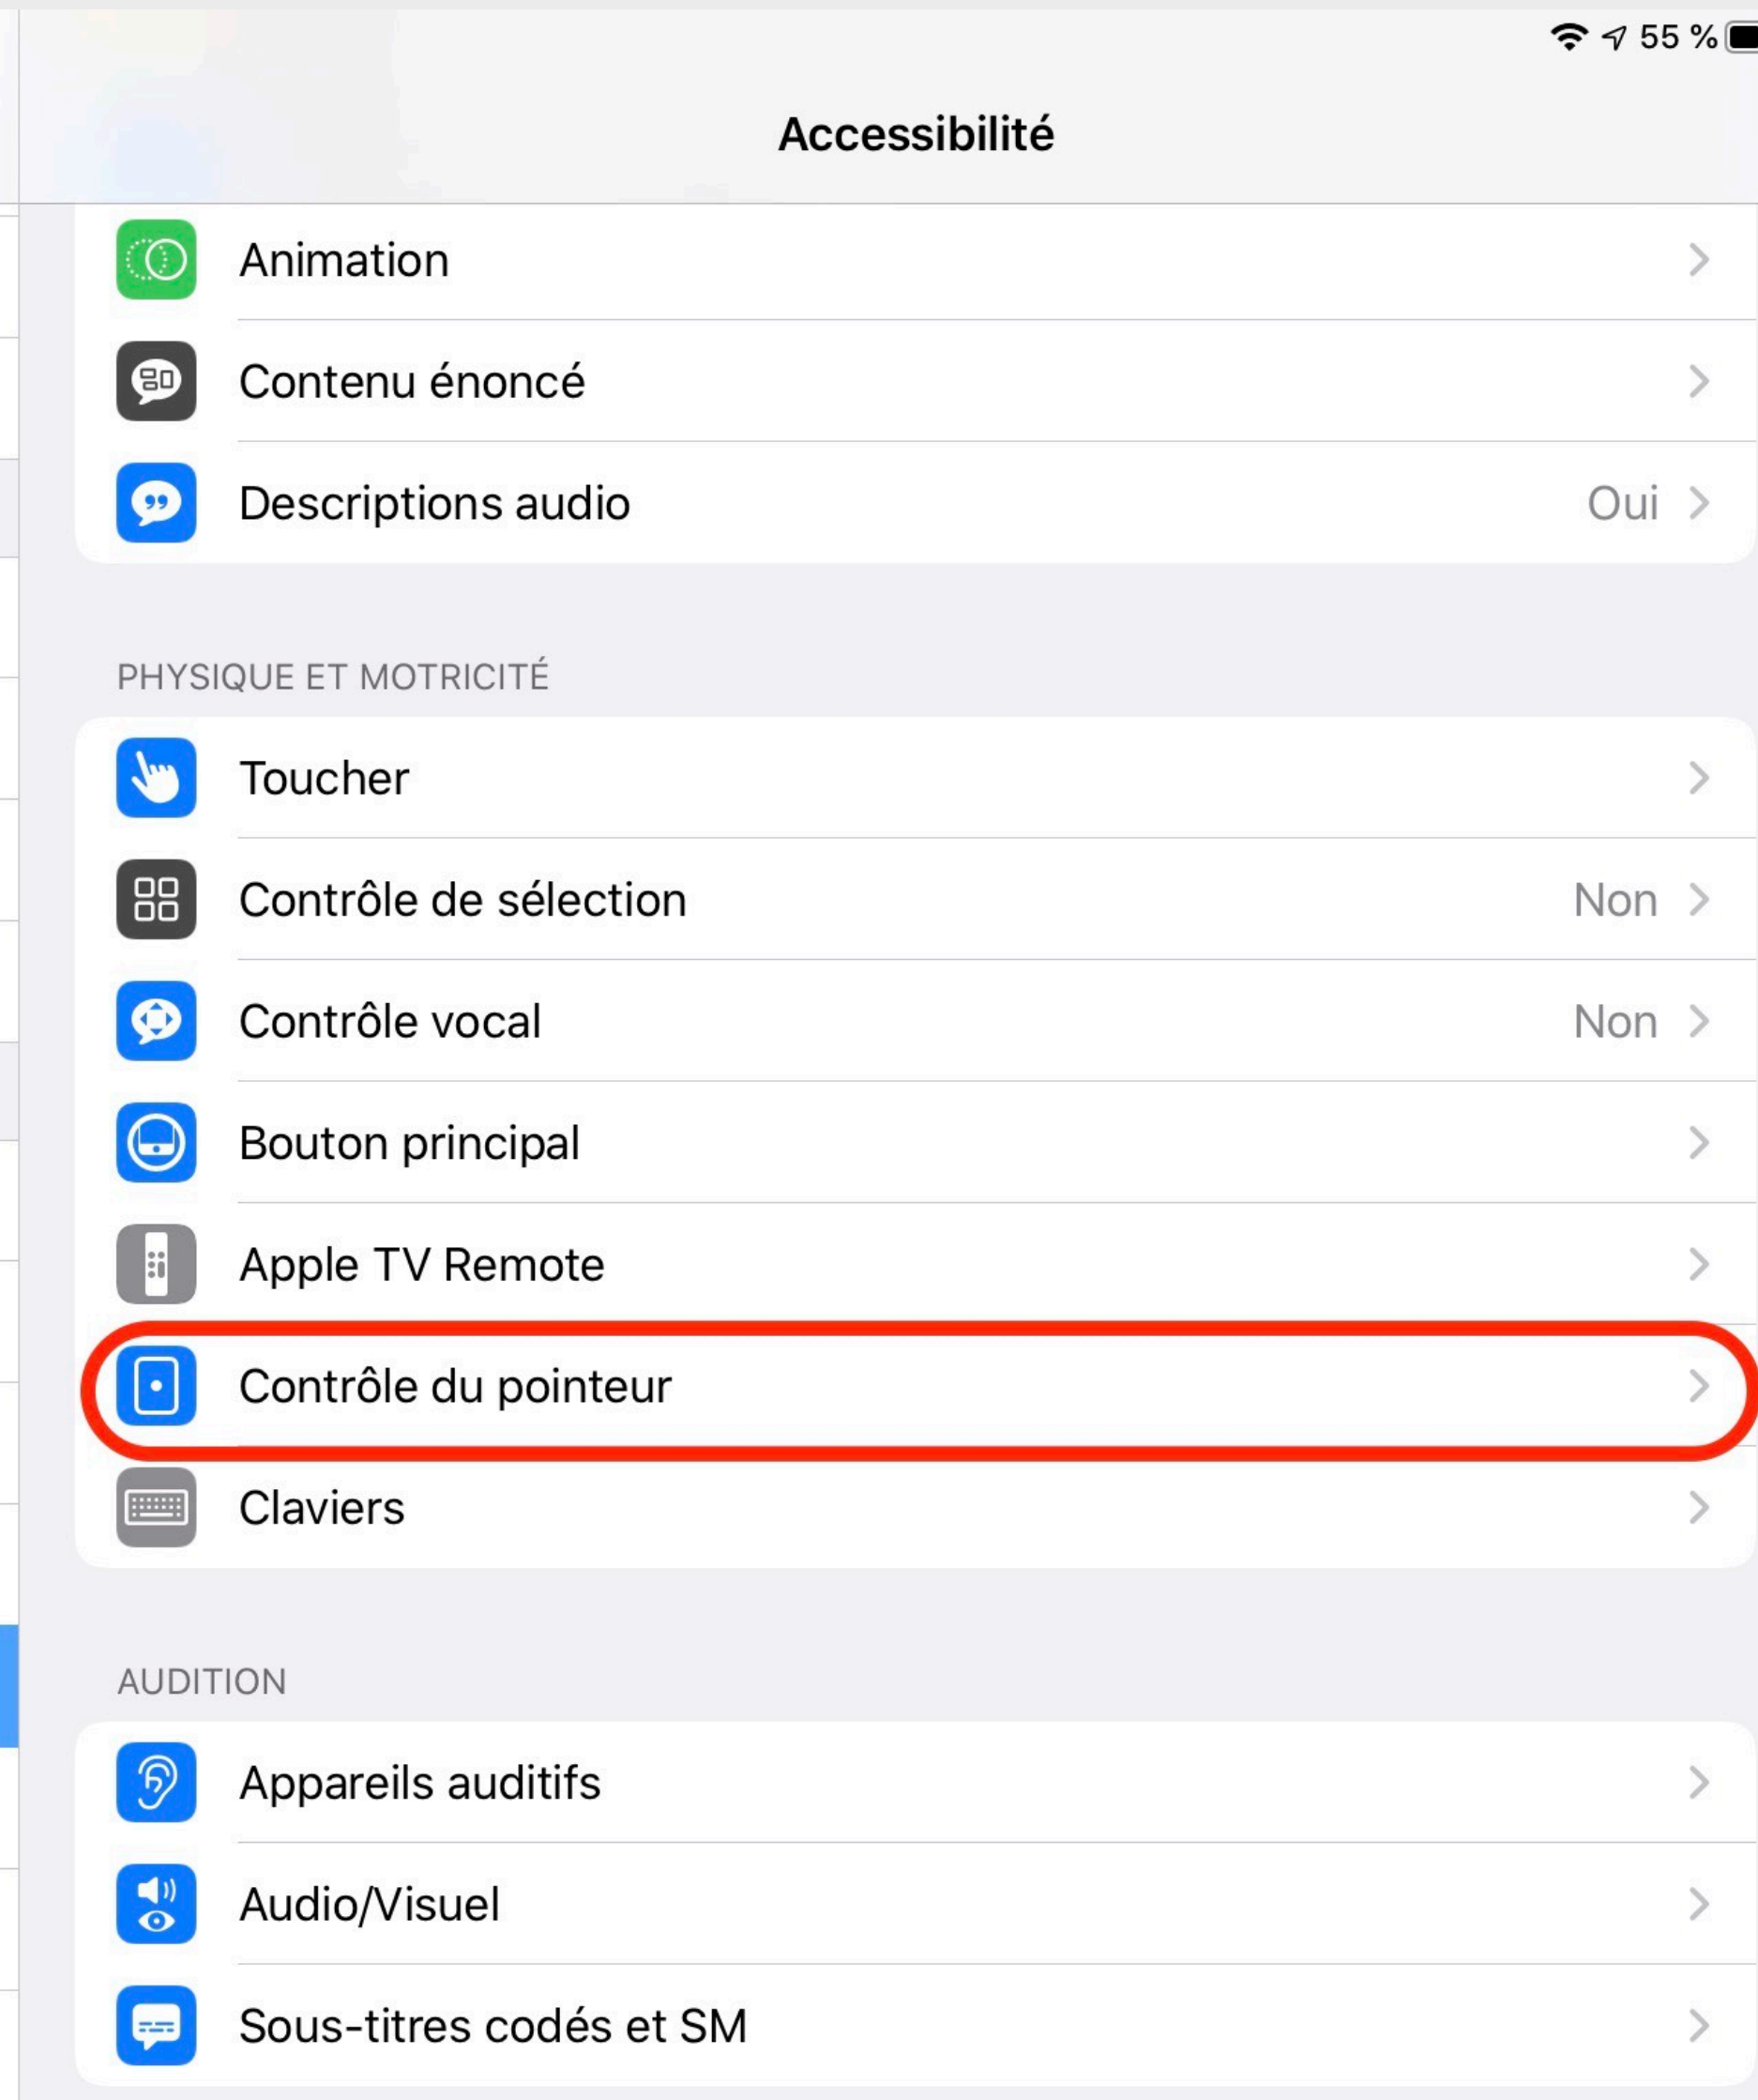 55 %
Accessibilité
Animation
Contenu énoncé
Descriptions audio Oui
PHYSIQUE ET MOTRICITÉ
Toucher
Contrôle de sélection Non
Contrôle vocal Non
Bouton principal
Apple TV Remote
Contrôle du pointeur
Claviers
AUDITION
Appareils auditifs
Audio/Visuel
Sous-titres codés et SM